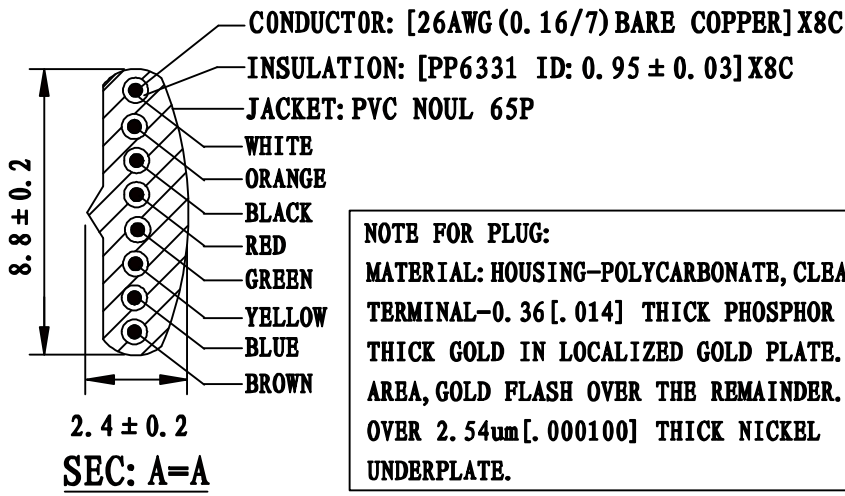 CONDUCTOR: [26AWG(0.16/7)BARE COPPER]X8C
INSULATION: [PP6331 ID: 0.95±0.03]X8C
JACKET: PVC NOUL 65P
WHITE
ORANGE
BLACK
RED
GREEN
YELLOW
BLUE
BROWN
8.8±0.2
2.4±0.2
SEC: A=A
NOTE FOR PLUG:
MATERIAL: HOUSING-POLYCARBONATE, CLEA
TERMINAL-0.36[.014] THICK PHOSPHOR
THICK GOLD IN LOCALIZED GOLD PLATE.
AREA, GOLD FLASH OVER THE REMAINDER.
OVER 2.54um[.000100] THICK NICKEL
UNDERPLATE.